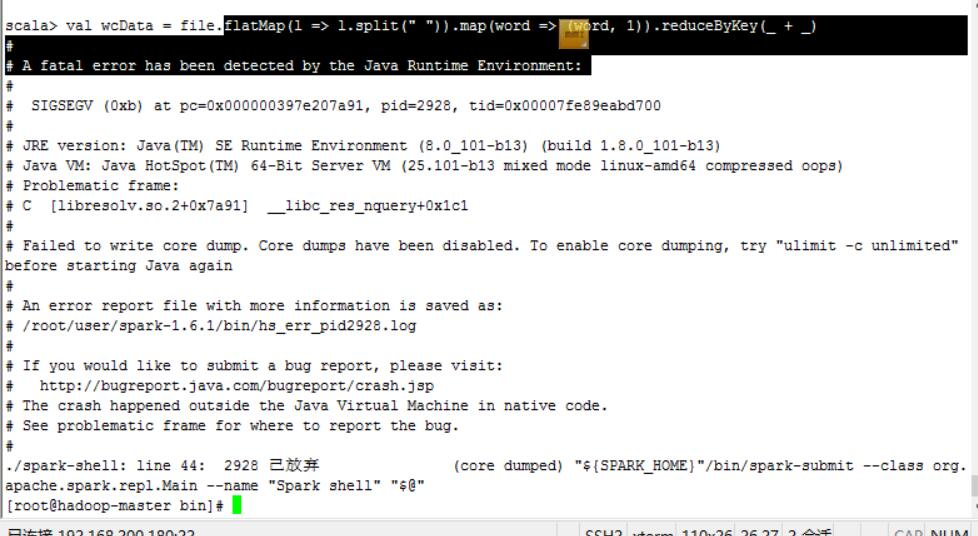 scala> val wcData = file.flatMap(l => l.split(" ")).map(word => (word, 1)).reduceByKey(_ + _)
#
# A fatal error has been detected by the Java Runtime Environment:
#
#  SIGSEGV (0xb) at pc=0x000000397e207a91, pid=2928, tid=0x00007fe89eabd700
#
# JRE version: Java(TM) SE Runtime Environment (8.0_101-b13) (build 1.8.0_101-b13)
# Java VM: Java HotSpot(TM) 64-Bit Server VM (25.101-b13 mixed mode linux-amd64 compressed oops)
# Problematic frame:
# C  [libresolv.so.2+0x7a91]  __libc_res_nquery+0x1c1
#
# Failed to write core dump. Core dumps have been disabled. To enable core dumping, try "ulimit -c unlimited"
before starting Java again
#
# An error report file with more information is saved as:
# /root/user/spark-1.6.1/bin/hs_err_pid2928.log
#
# If you would like to submit a bug report, please visit:
#   http://bugreport.java.com/bugreport/crash.jsp
# The crash happened outside the Java Virtual Machine in native code.
# See problematic frame for where to report the bug.
#
./spark-shell: line 44:  2928 已放弃               (core dumped) "${SPARK_HOME}"/bin/spark-submit --class org.
apache.spark.repl.Main --name "Spark shell" "$@"
[root@hadoop-master bin]#
已连接 192.168.200.180:22 SSH2 xterm 110x26 26,27 2 会话 CAP NUM